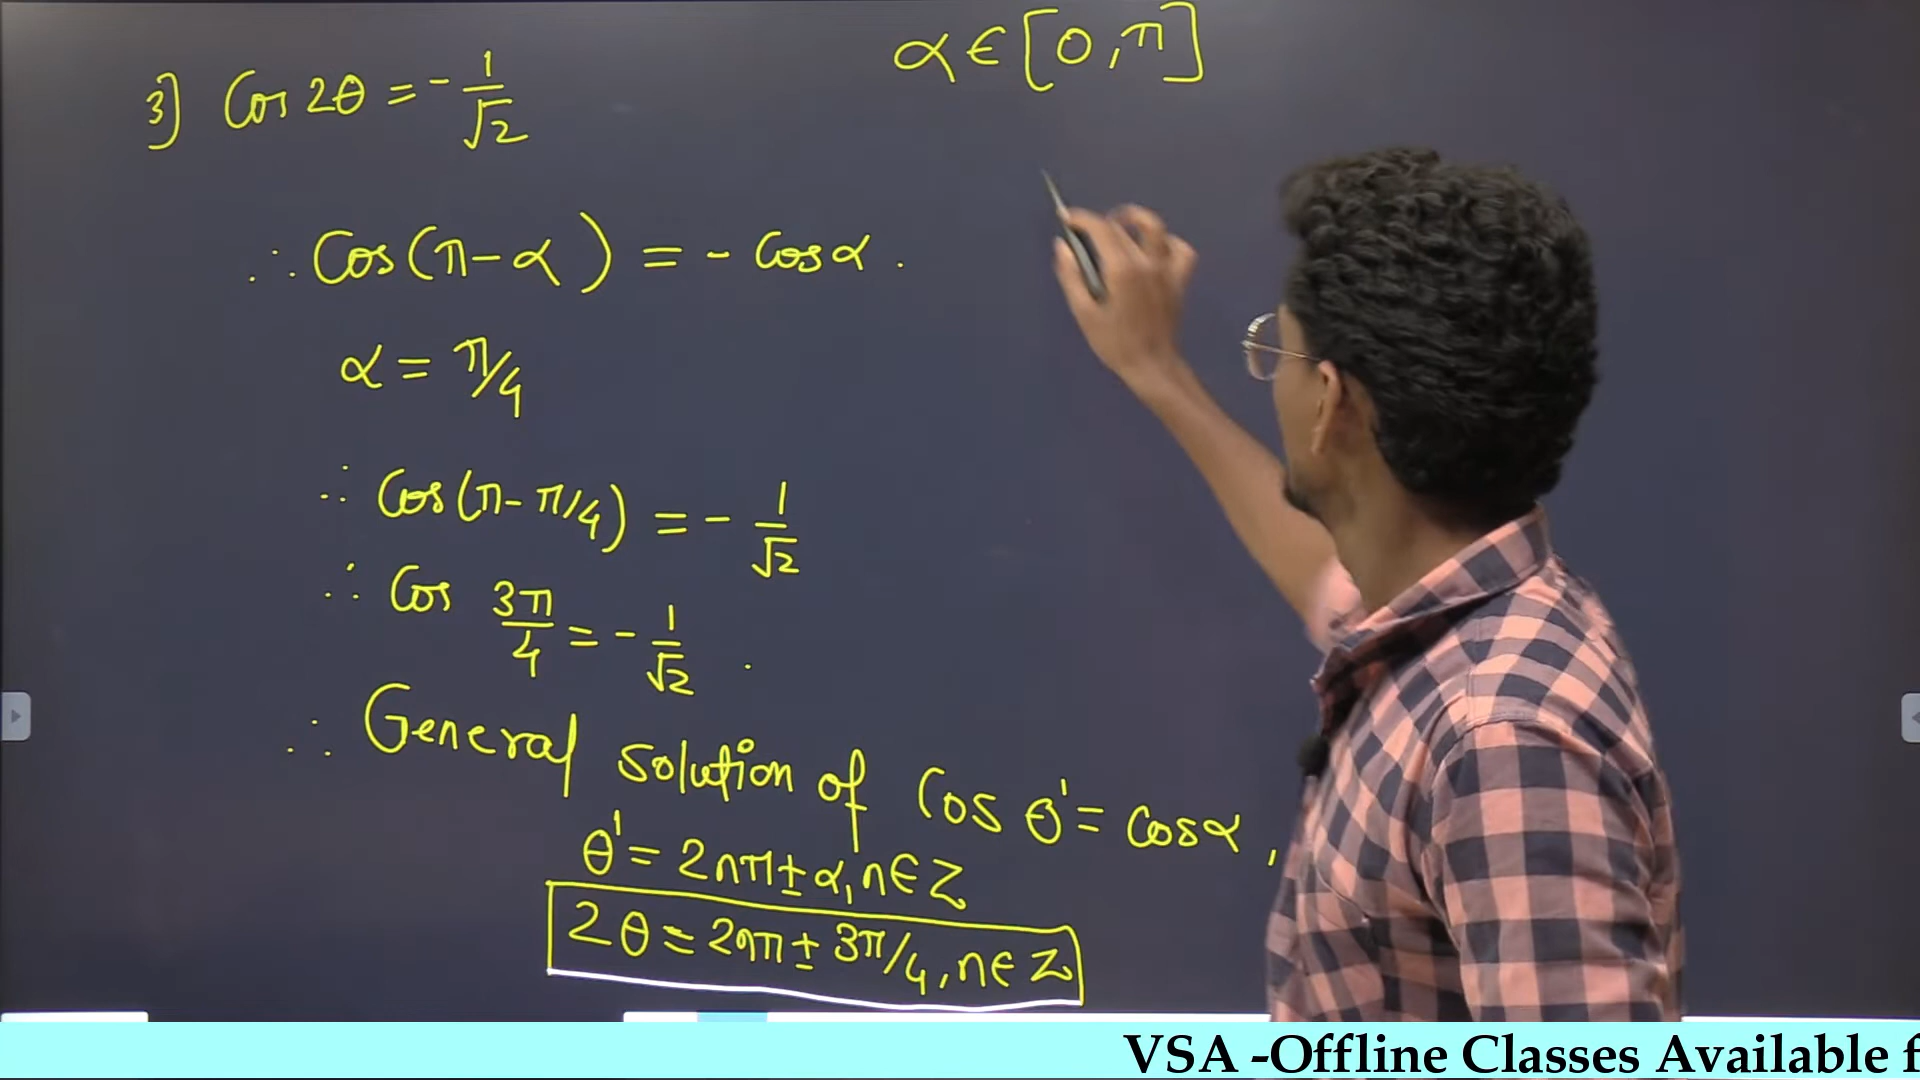 α ∈ [0, π]
3] Cos 2θ = - 1/√2
∴ Cos(π - α) = - cosα.
α = π/4
∴ Cos(π - π/4) = - 1/√2
∴ Cos 3π/4 = - 1/√2 .
∴ General solution of Cos θ' = cosα,
θ' = 2nπ ± α, n ∈ Z
2θ = 2nπ ± 3π/4, n ∈ Z
VSA -Offline Classes Available f